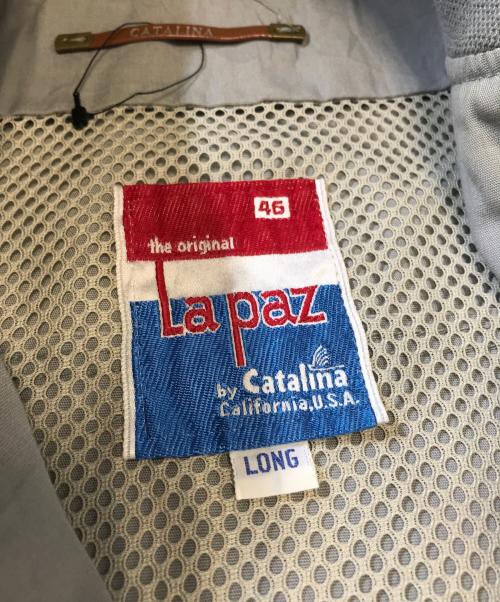 CATALINA
46
the original
La paz
by Catalina
California, U.S.A.
LONG